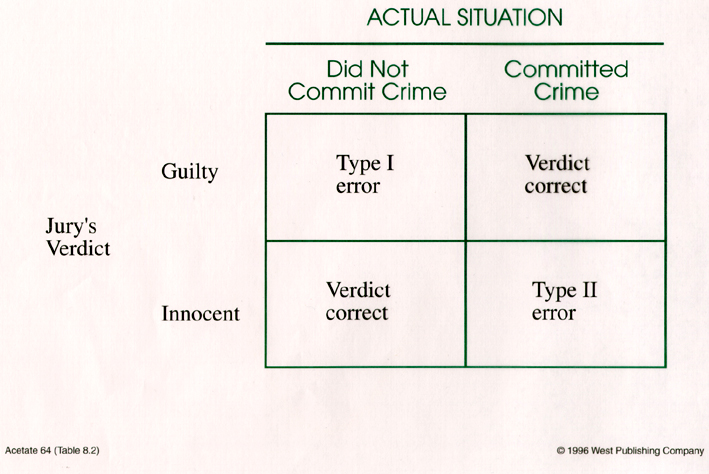 ACTUAL SITUATION
Did Not
Commit Crime
Committed
Crime
Guilty
Type I
error
Verdict
correct
Jury's
Verdict
Innocent
Verdict
correct
Type II
error
Acetate 64 (Table 8.2)
© 1996 West Publishing Company